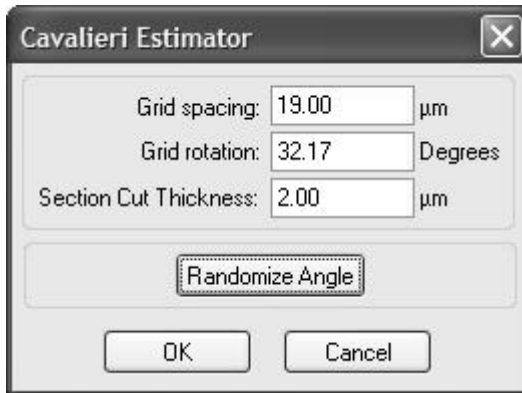 Cavalieri Estimator
Grid spacing: 19.00 µm
Grid rotation: 32.17 Degrees
Section Cut Thickness: 2.00 µm
Randomize Angle
OK Cancel